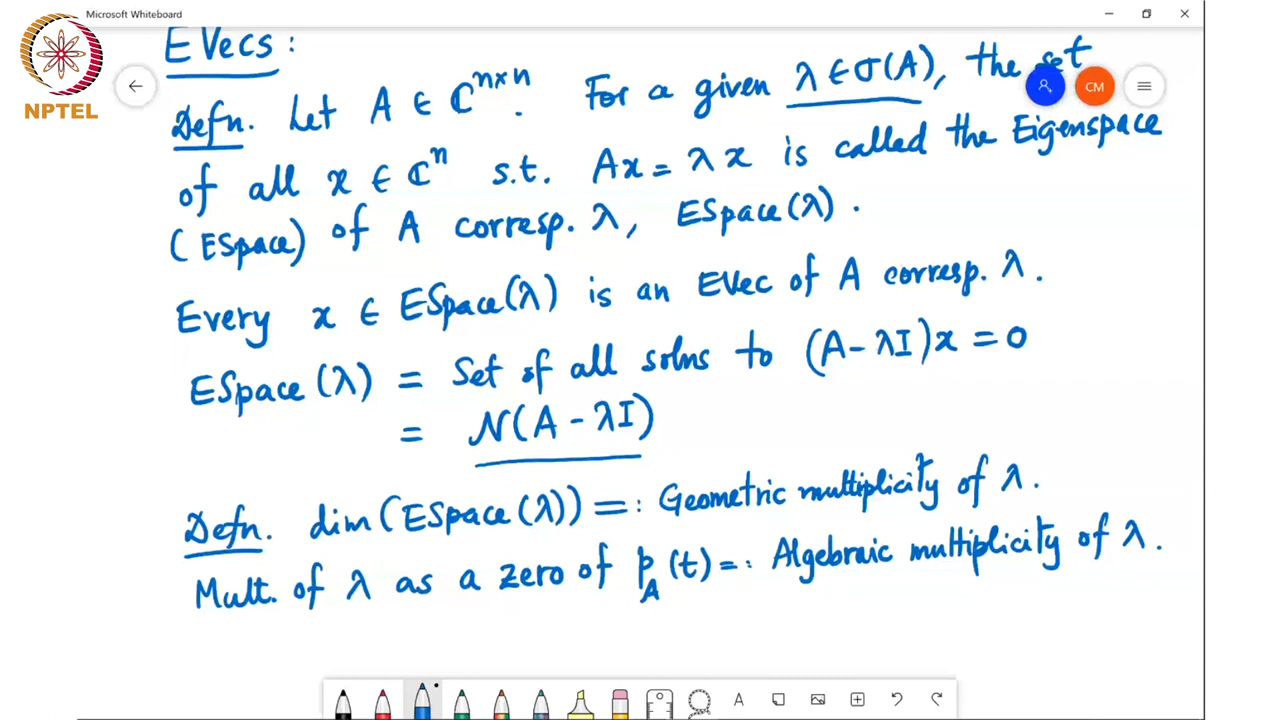 Microsoft Whiteboard
NPTEL
EVecs :
Defn. Let A ∈ ℂ^{n×n}. For a given λ ∈ σ(A), the set
CM
of all x ∈ ℂ^n s.t. Ax = λx is called the Eigenspace
(ESpace) of A corresp. λ, ESpace(λ).
Every x ∈ ESpace(λ) is an EVec of A corresp. λ.
ESpace(λ) = Set of all solns to (A - λI)x = 0
= N(A - λI)
Defn. dim(ESpace(λ)) =: Geometric multiplicity of λ.
Mult. of λ as a zero of p_A(t) =: Algebraic multiplicity of λ.
A